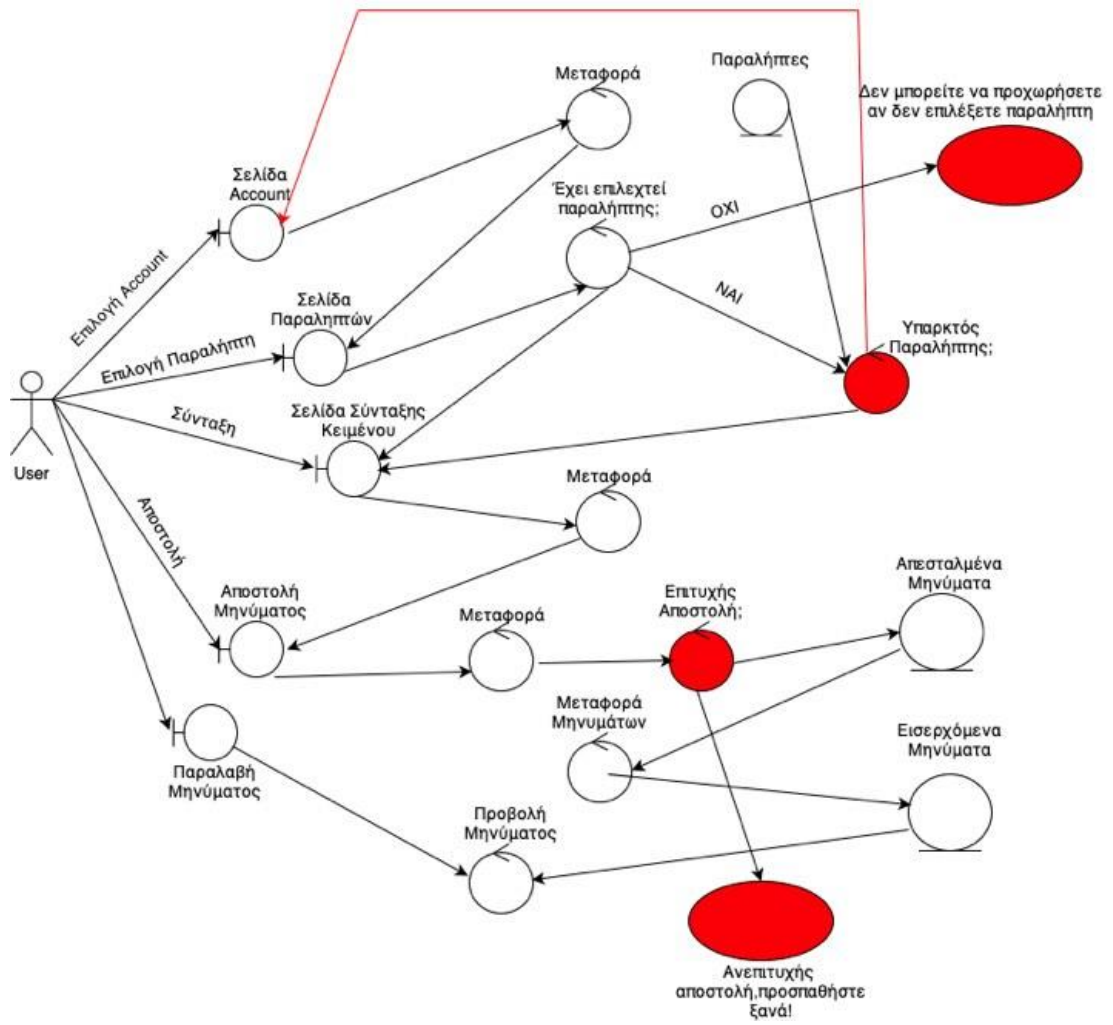 Μεταφορά
Παραλήπτες
Δεν μπορείτε να προχωρήσετε
αν δεν επιλέξετε παραλήπτη
Σελίδα
Account
Έχει επιλεχτεί
παραλήπτης;
ΟΧΙ
Επιλογή Account
ΝΑΙ
Σελίδα
Παραληπτών
Υπαρκτός
Παραλήπτης;
Επιλογή Παραλήπτη
Σύνταξη
Σελίδα Σύνταξης
Κειμένου
User
Μεταφορά
Αποστολή
Αποστολή
Μηνύματος
Μεταφορά
Επιτυχής
Αποστολή;
Απεσταλμένα
Μηνύματα
Μεταφορά
Μηνυμάτων
Εισερχόμενα
Μηνύματα
Παραλαβή
Μηνύματος
Προβολή
Μηνύματος
Ανεπιτυχής
αποστολή,προσπαθήστε
ξανά!